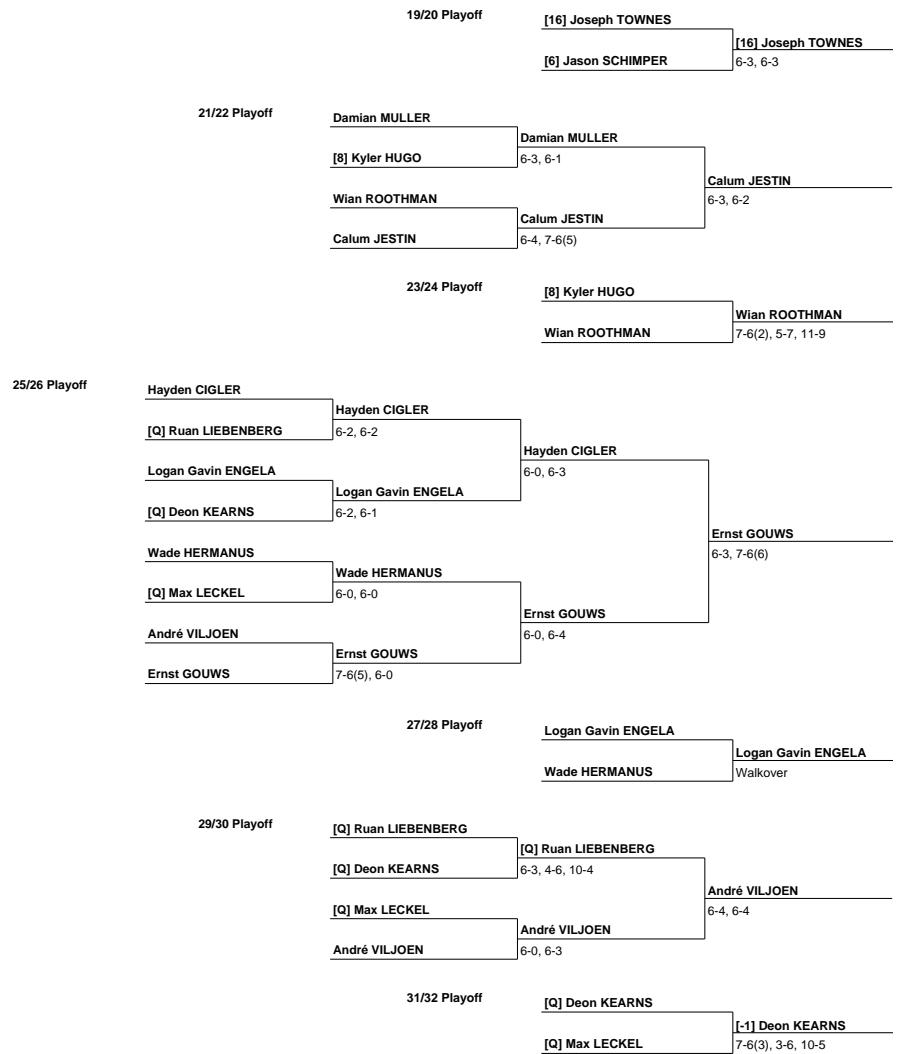 19/20 Playoff
[16] Joseph TOWNES
[16] Joseph TOWNES
[6] Jason SCHIMPER
6-3, 6-3
21/22 Playoff
Damian MULLER
Damian MULLER
[8] Kyler HUGO
6-3, 6-1
Calum JESTIN
Wian ROOTHMAN
6-3, 6-2
Calum JESTIN
Calum JESTIN
6-4, 7-6(5)
23/24 Playoff
[8] Kyler HUGO
Wian ROOTHMAN
Wian ROOTHMAN
7-6(2), 5-7, 11-9
25/26 Playoff
Hayden CIGLER
Hayden CIGLER
[Q] Ruan LIEBENBERG
6-2, 6-2
Hayden CIGLER
Logan Gavin ENGELA
6-0, 6-3
Logan Gavin ENGELA
[Q] Deon KEARNS
6-2, 6-1
Ernst GOUWS
Wade HERMANUS
6-3, 7-6(6)
Wade HERMANUS
[Q] Max LECKEL
6-0, 6-0
Ernst GOUWS
André VILJOEN
6-0, 6-4
Ernst GOUWS
Ernst GOUWS
7-6(5), 6-0
27/28 Playoff
Logan Gavin ENGELA
Logan Gavin ENGELA
Wade HERMANUS
Walkover
29/30 Playoff
[Q] Ruan LIEBENBERG
[Q] Ruan LIEBENBERG
[Q] Deon KEARNS
6-3, 4-6, 10-4
André VILJOEN
[Q] Max LECKEL
6-4, 6-4
André VILJOEN
André VILJOEN
6-0, 6-3
31/32 Playoff
[Q] Deon KEARNS
[-1] Deon KEARNS
[Q] Max LECKEL
7-6(3), 3-6, 10-5